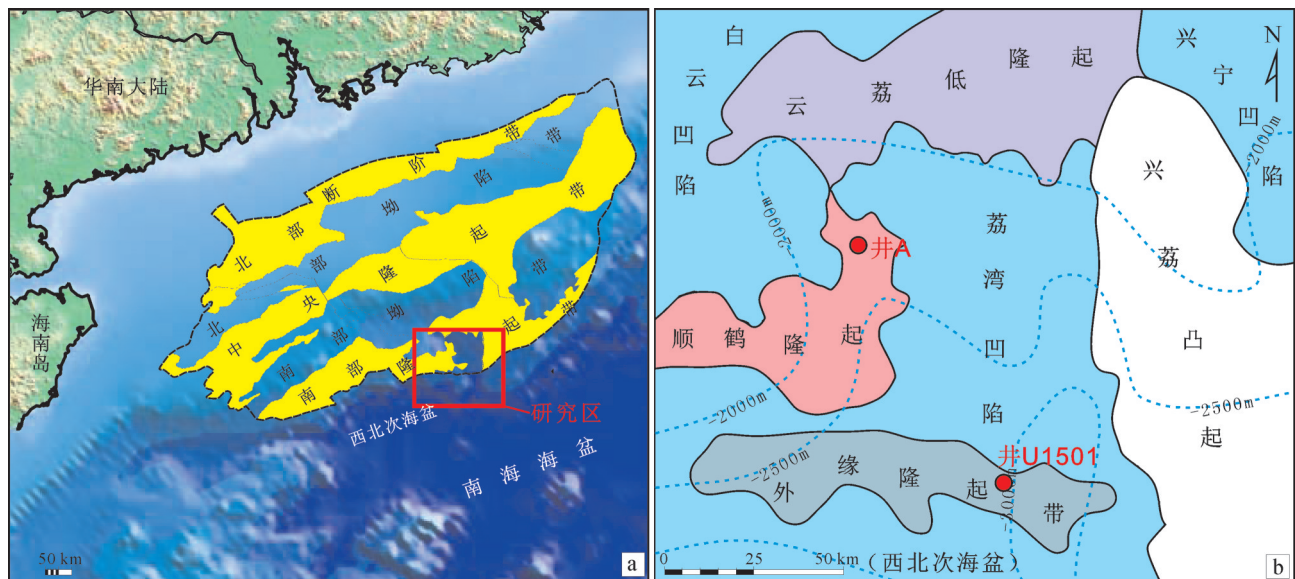 华南大陆
海南岛
北部断阶带
北部坳陷带
中央隆起带
南部坳陷带
南部隆起带
研究区
西北次海盆
南海海盆
50 km
a
白云凹陷
云荔低隆起
兴宁凹陷
N
-2000m
-2000m
兴荔凸起
荔湾凹陷
井A
顺鹤隆起
-2000m
-2500m
-2500m
井U1501
外缘隆起带
-3000m
0 25 50 km
(西北次海盆)
b